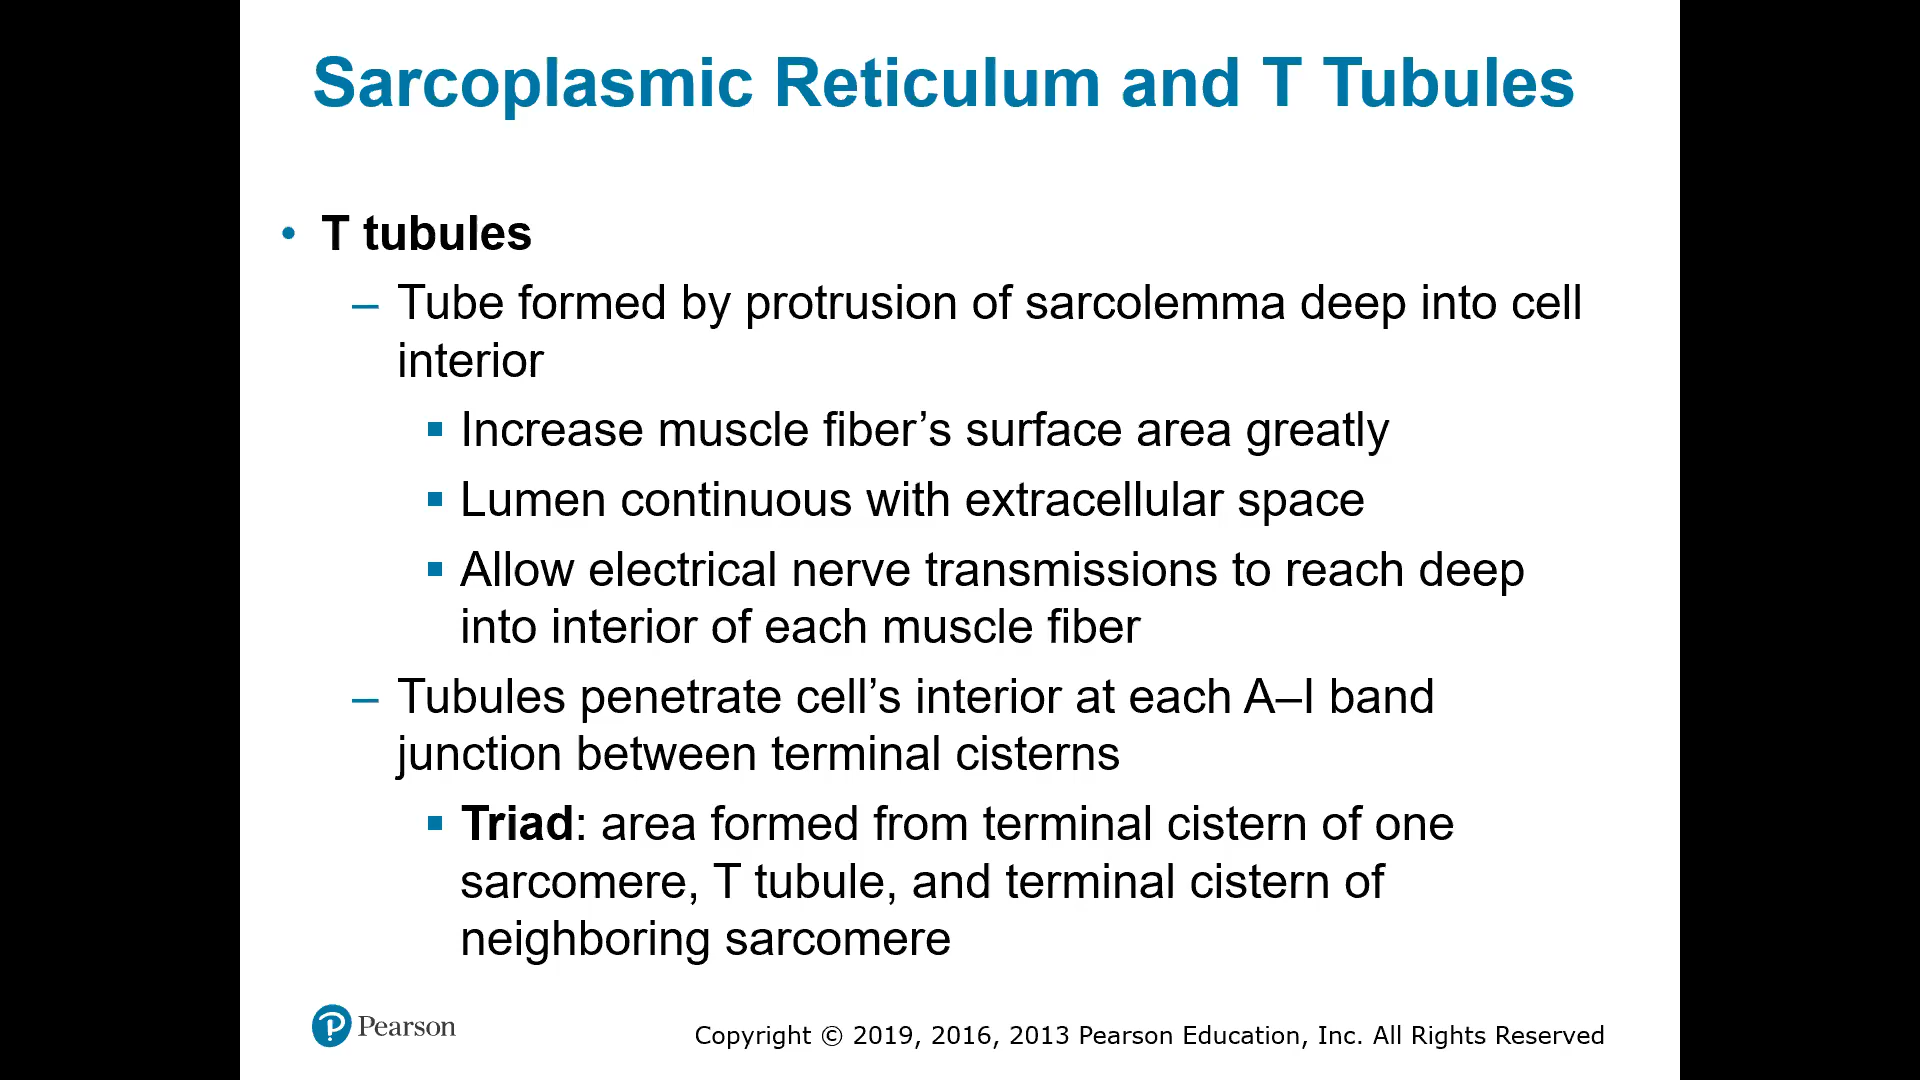 Sarcoplasmic Reticulum and T Tubules
• T tubules
– Tube formed by protrusion of sarcolemma deep into cell
interior
▪ Increase muscle fiber’s surface area greatly
▪ Lumen continuous with extracellular space
▪ Allow electrical nerve transmissions to reach deep
into interior of each muscle fiber
– Tubules penetrate cell’s interior at each A–I band
junction between terminal cisterns
▪ Triad: area formed from terminal cistern of one
sarcomere, T tubule, and terminal cistern of
neighboring sarcomere
Pearson
Copyright © 2019, 2016, 2013 Pearson Education, Inc. All Rights Reserved